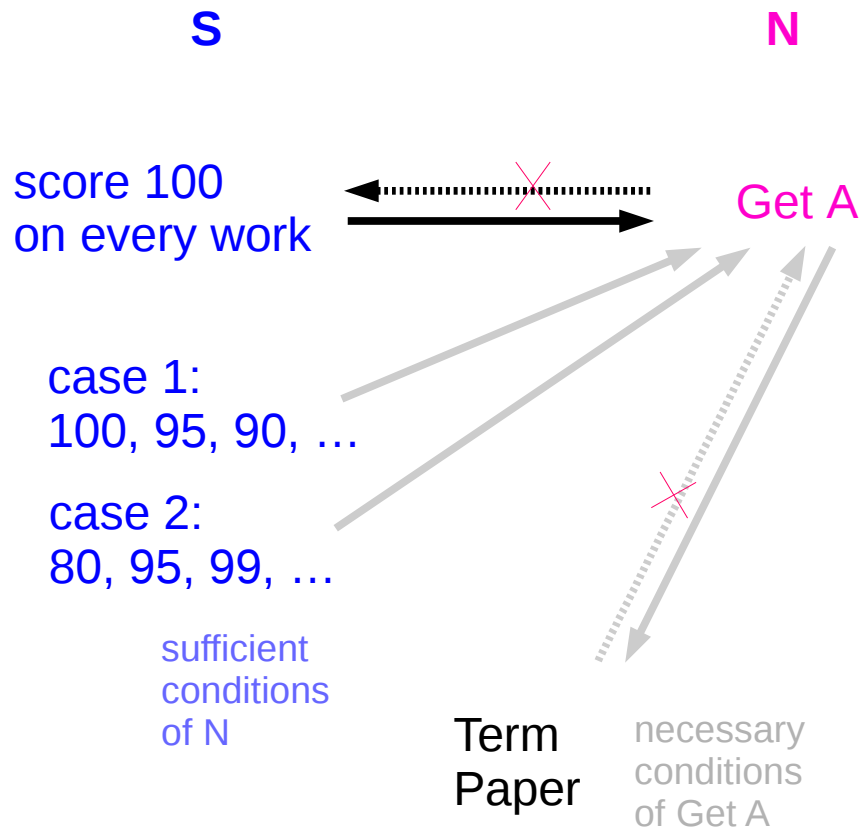 S
N
score 100
on every work
Get A
case 1:
100, 95, 90, …
case 2:
80, 95, 99, …
sufficient
conditions
of N
Term
Paper
necessary
conditions
of Get A